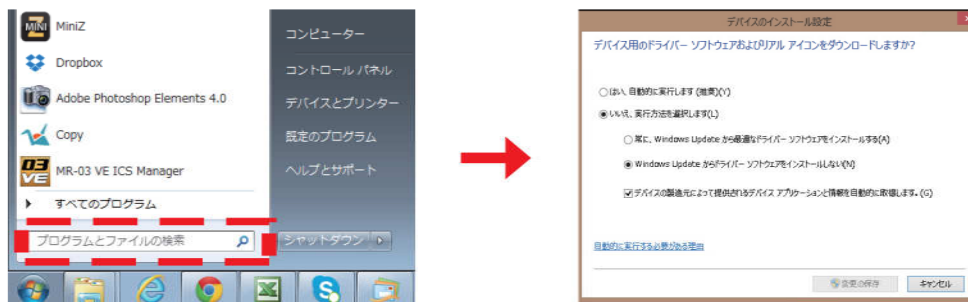 MINI
Z
MiniZ
Dropbox
Adobe Photoshop Elements 4.0
Copy
03
VE
MR-03 VE ICS Manager
すべてのプログラム
プログラムとファイルの検索
コンピューター
コントロール パネル
デバイスとプリンター
既定のプログラム
ヘルプとサポート
シャットダウン
デバイスのインストール設定
デバイス用のドライバー ソフトウェアおよびリアル アイコンをダウンロードしますか?
はい、自動的に実行します (推奨)(Y)
いいえ、実行方法を選択します(L)
常に、Windows Update から最適なドライバー ソフトウェアをインストールする(A)
Windows Update からドライバー ソフトウェアをインストールしない(N)
デバイスの製造元によって提供されるデバイス アプリケーションと情報を自動的に取得します。(G)
自動的に実行する必要がある理由
変更の保存
キャンセル